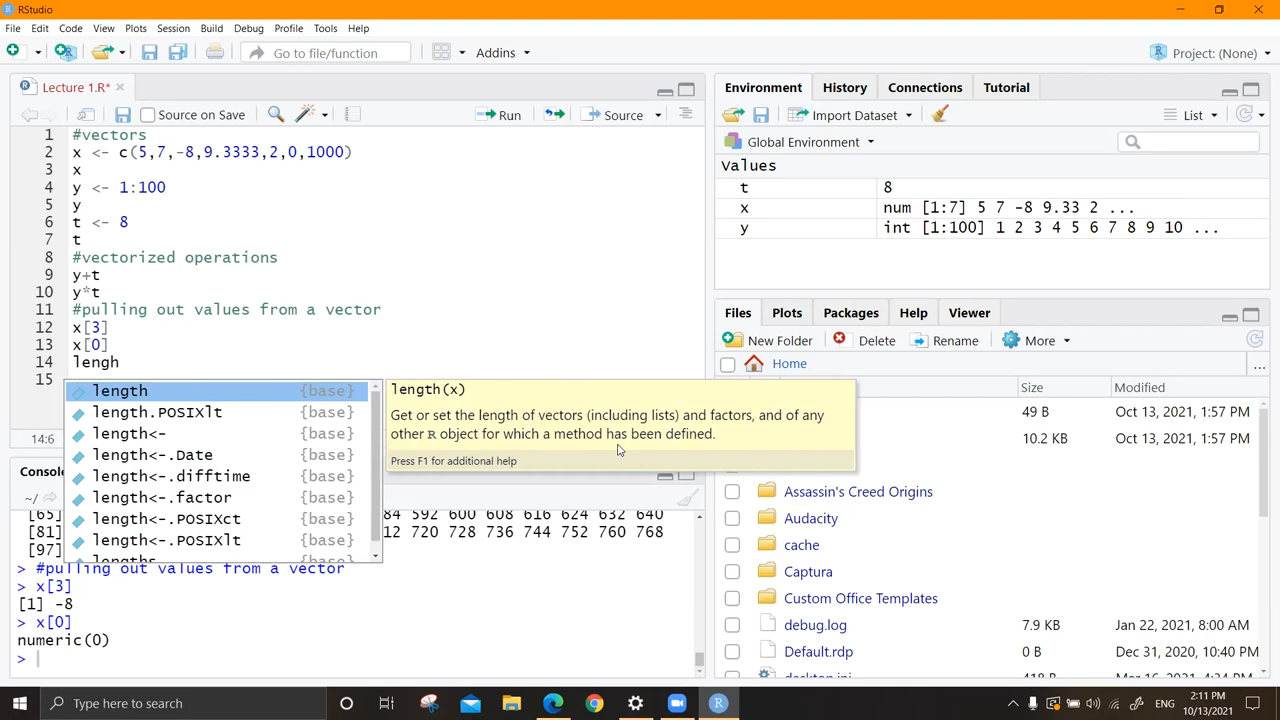 RStudio
File Edit Code View Plots Session Build Debug Profile Tools Help
Go to file/function Addins Project: (None)
Lecture 1.R*
Source on Save Run Source
1 #vectors
2 x <- c(5,7,-8,9.3333,2,0,1000)
3 x
4 y <- 1:100
5 y
6 t <- 8
7 t
8 #vectorized operations
9 y+t
10 y*t
11 #pulling out values from a vector
12 x[3]
13 x[0]
14 lengh
15
length {base}
length.POSIXlt {base}
length<- {base}
length<-.Date {base}
length<-.difftime {base}
length<-.factor {base}
length<-.POSIXct {base}
length<-.POSIXlt {base}
lengths {base}
length(x)
Get or set the length of vectors (including lists) and factors, and of any
other R object for which a method has been defined.
Press F1 for additional help
14:6
Console
~/
[65] 84 592 600 608 616 624 632 640
[81] 12 720 728 736 744 752 760 768
[97]
> #pulling out values from a vector
> x[3]
[1] -8
> x[0]
numeric(0)
>
Environment History Connections Tutorial
Import Dataset List
Global Environment
Values
t 8
x num [1:7] 5 7 -8 9.33 2 ...
y int [1:100] 1 2 3 4 5 6 7 8 9 10 ...
Files Plots Packages Help Viewer
New Folder Delete Rename More
Home ...
Size Modified
49 B Oct 13, 2021, 1:57 PM
10.2 KB Oct 13, 2021, 1:57 PM
Assassin's Creed Origins
Audacity
cache
Captura
Custom Office Templates
debug.log 7.9 KB Jan 22, 2021, 8:00 AM
Default.rdp 0 B Dec 31, 2020, 10:40 PM
desktop.ini 418 B
Type here to search
ENG
2:11 PM
10/13/2021